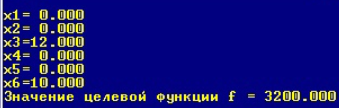 x1= 0.000
x2= 0.000
x3=12.000
x4= 0.000
x5= 0.000
x6=10.000
Значение целевой функции f = 3200.000